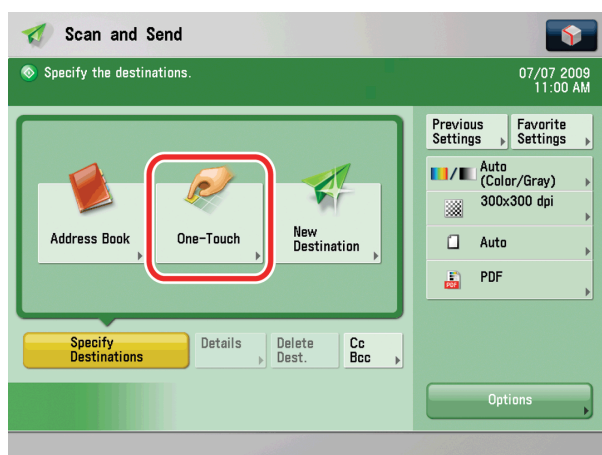 Scan and Send
Specify the destinations.
07/07 2009
11:00 AM
Previous
Settings
Favorite
Settings
Auto
(Color/Gray)
300x300 dpi
Auto
PDF
PDF
Address Book
One-Touch
New
Destination
Specify
Destinations
Details
Delete
Dest.
Cc
Bcc
Options